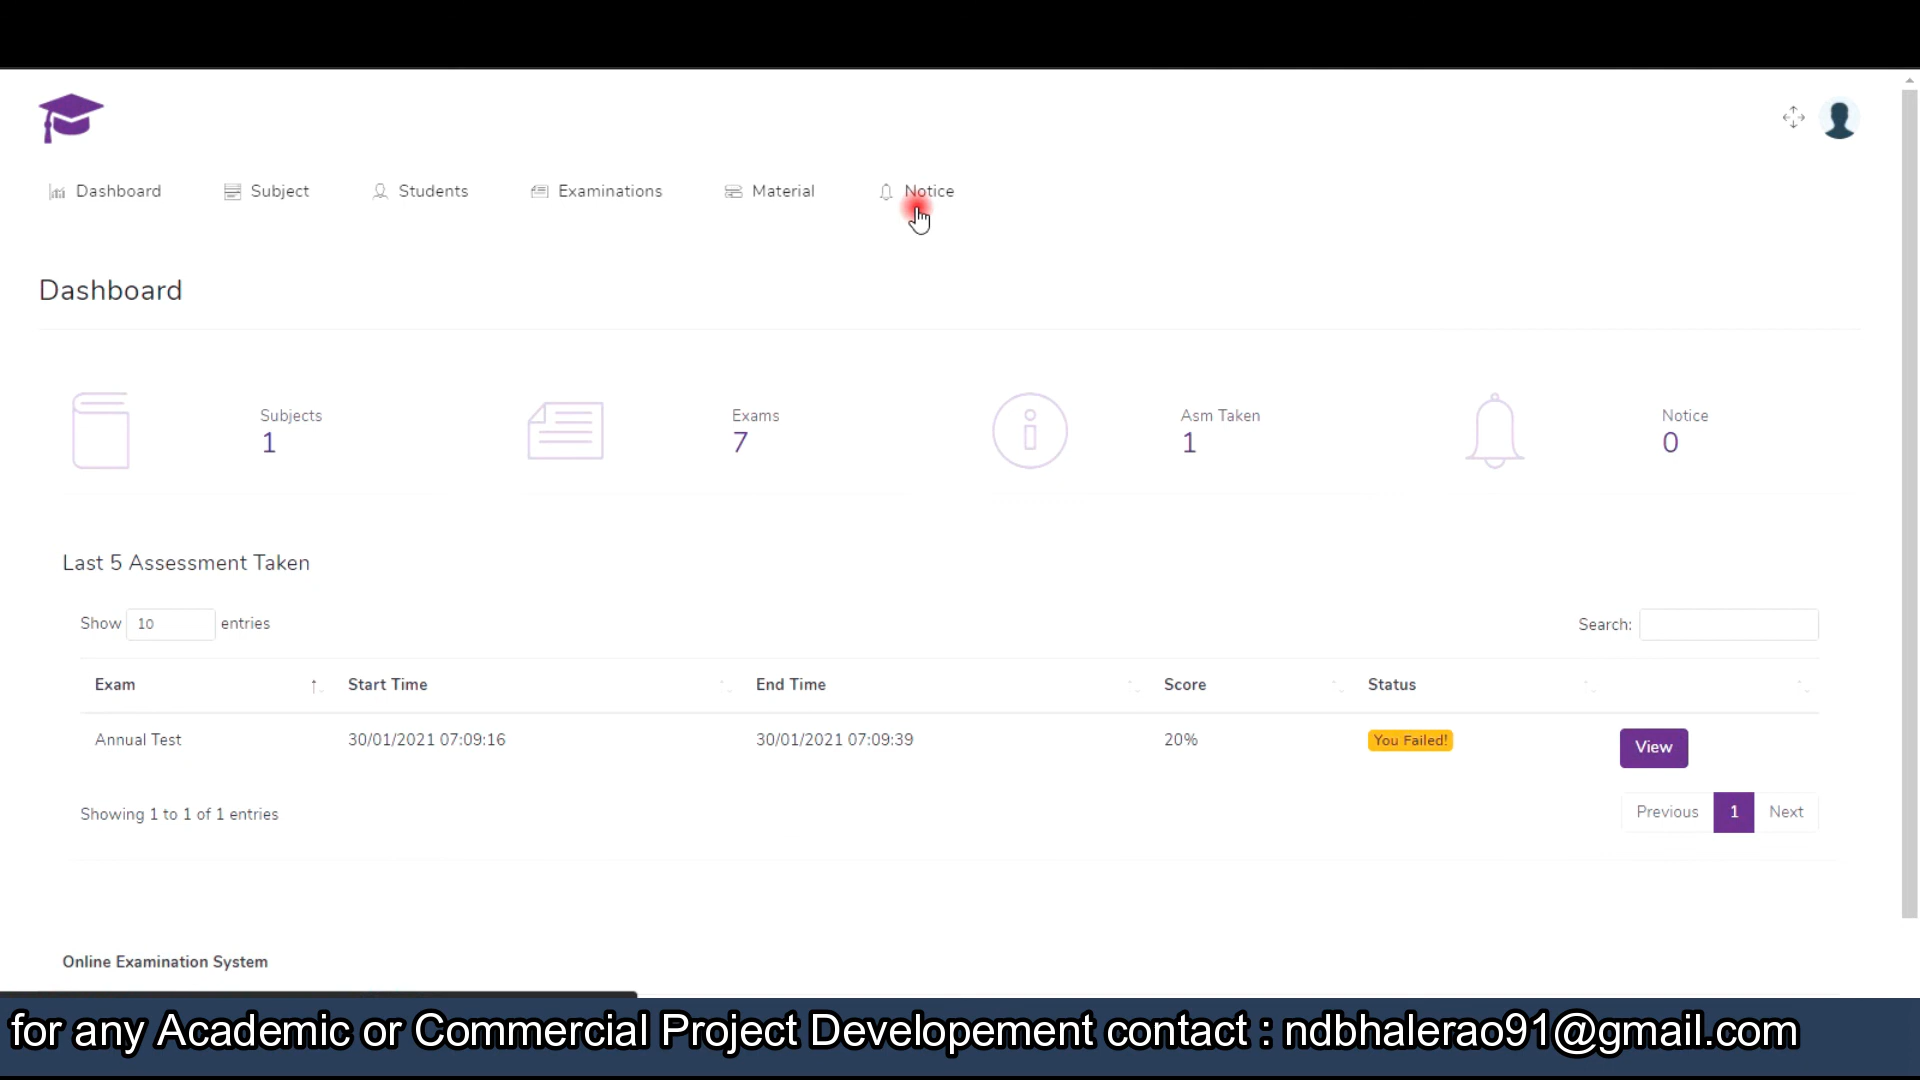 Dashboard Subject Students Examinations Material Notice
Dashboard
Subjects Exams Asm Taken Notice
1 7 1 0
Last 5 Assessment Taken
Show 10 entries Search:
Exam Start Time End Time Score Status
Annual Test 30/01/2021 07:09:16 30/01/2021 07:09:39 20% You Failed! View
Showing 1 to 1 of 1 entries Previous 1 Next
Online Examination System
for any Academic or Commercial Project Developement contact : ndbhalerao91@gmail.com